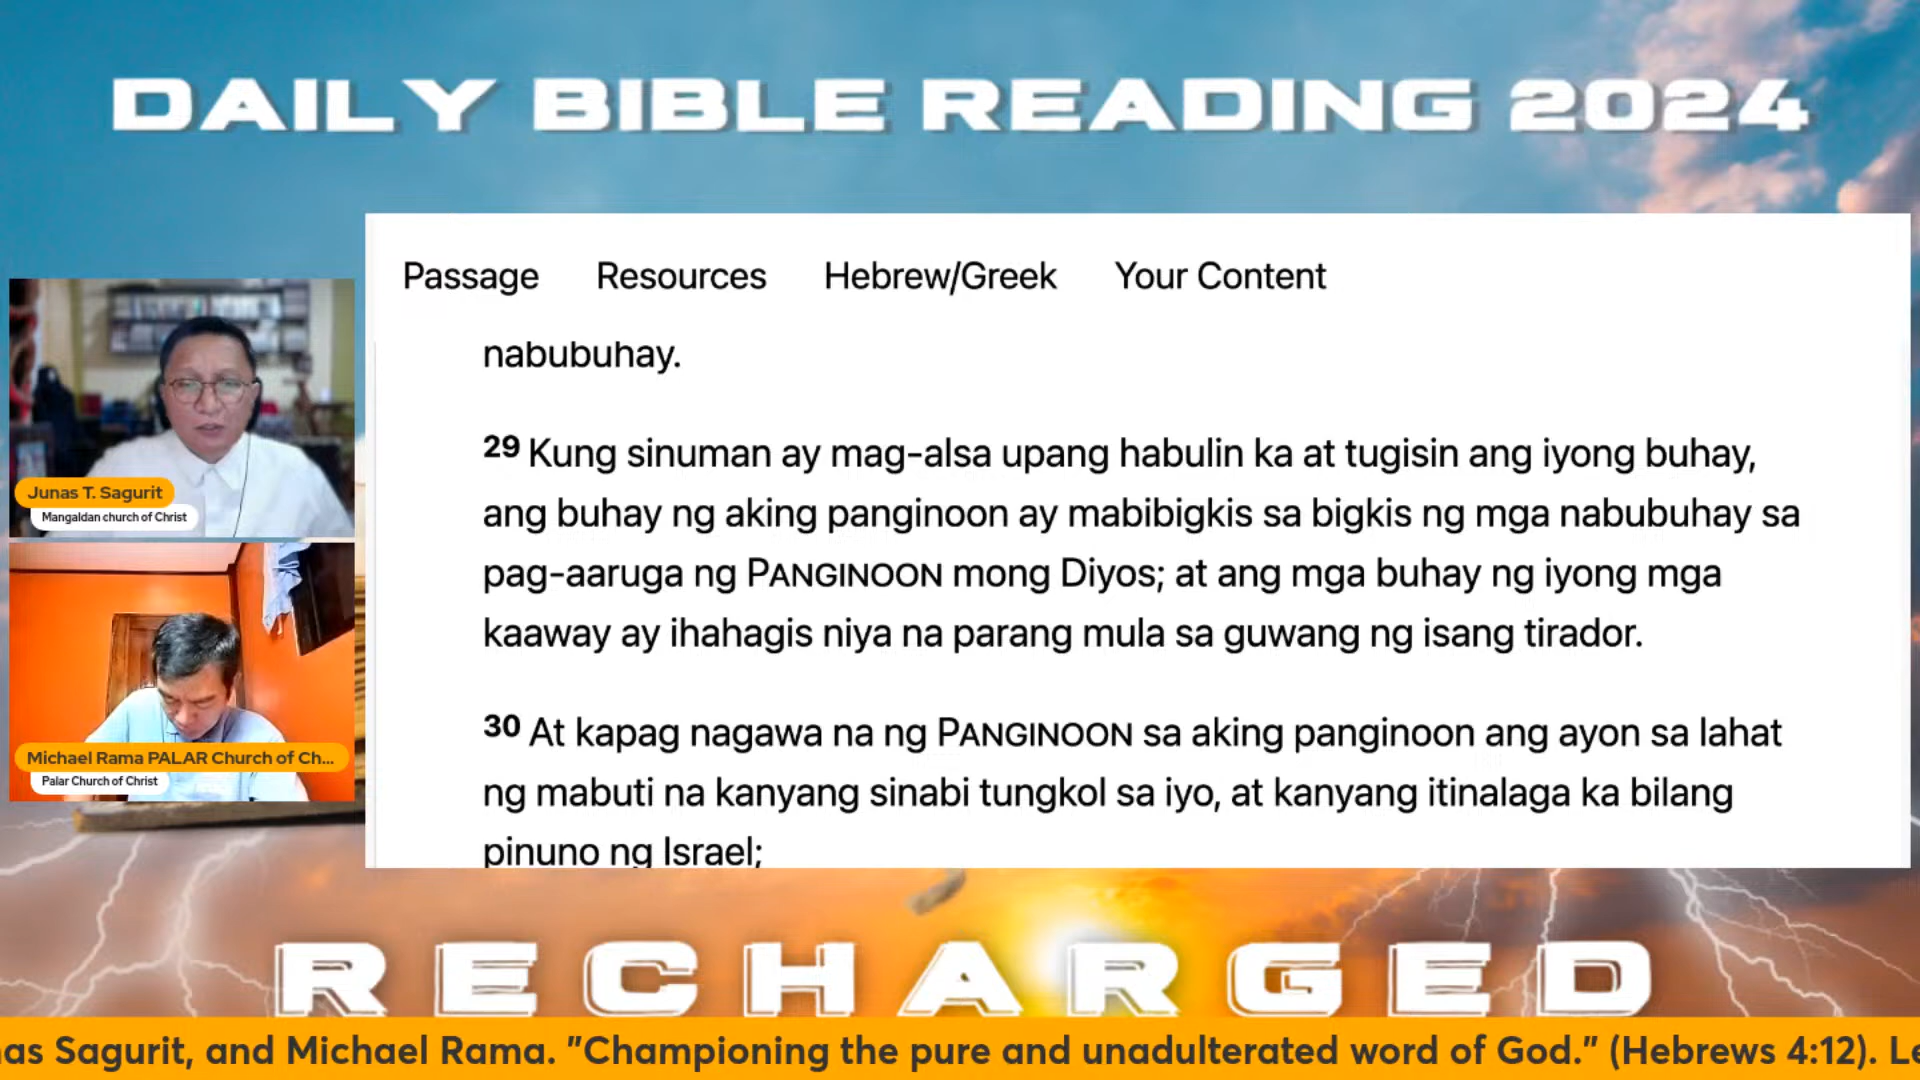 DAILY BIBLE READING 2024
Passage Resources Hebrew/Greek Your Content
nabubuhay.
29 Kung sinuman ay mag-alsa upang habulin ka at tugisin ang iyong buhay,
ang buhay ng aking panginoon ay mabibigkis sa bigkis ng mga nabubuhay sa
pag-aaruga ng PANGINOON mong Diyos; at ang mga buhay ng iyong mga
kaaway ay ihahagis niya na parang mula sa guwang ng isang tirador.
30 At kapag nagawa na ng PANGINOON sa aking panginoon ang ayon sa lahat
ng mabuti na kanyang sinabi tungkol sa iyo, at kanyang itinalaga ka bilang
pinuno ng Israel;
Junas T. Sagurit
Mangaldan church of Christ
Michael Rama PALAR Church of Ch...
Palar Church of Christ
RECHARGED
as Sagurit, and Michael Rama. "Championing the pure and unadulterated word of God." (Hebrews 4:12). Le